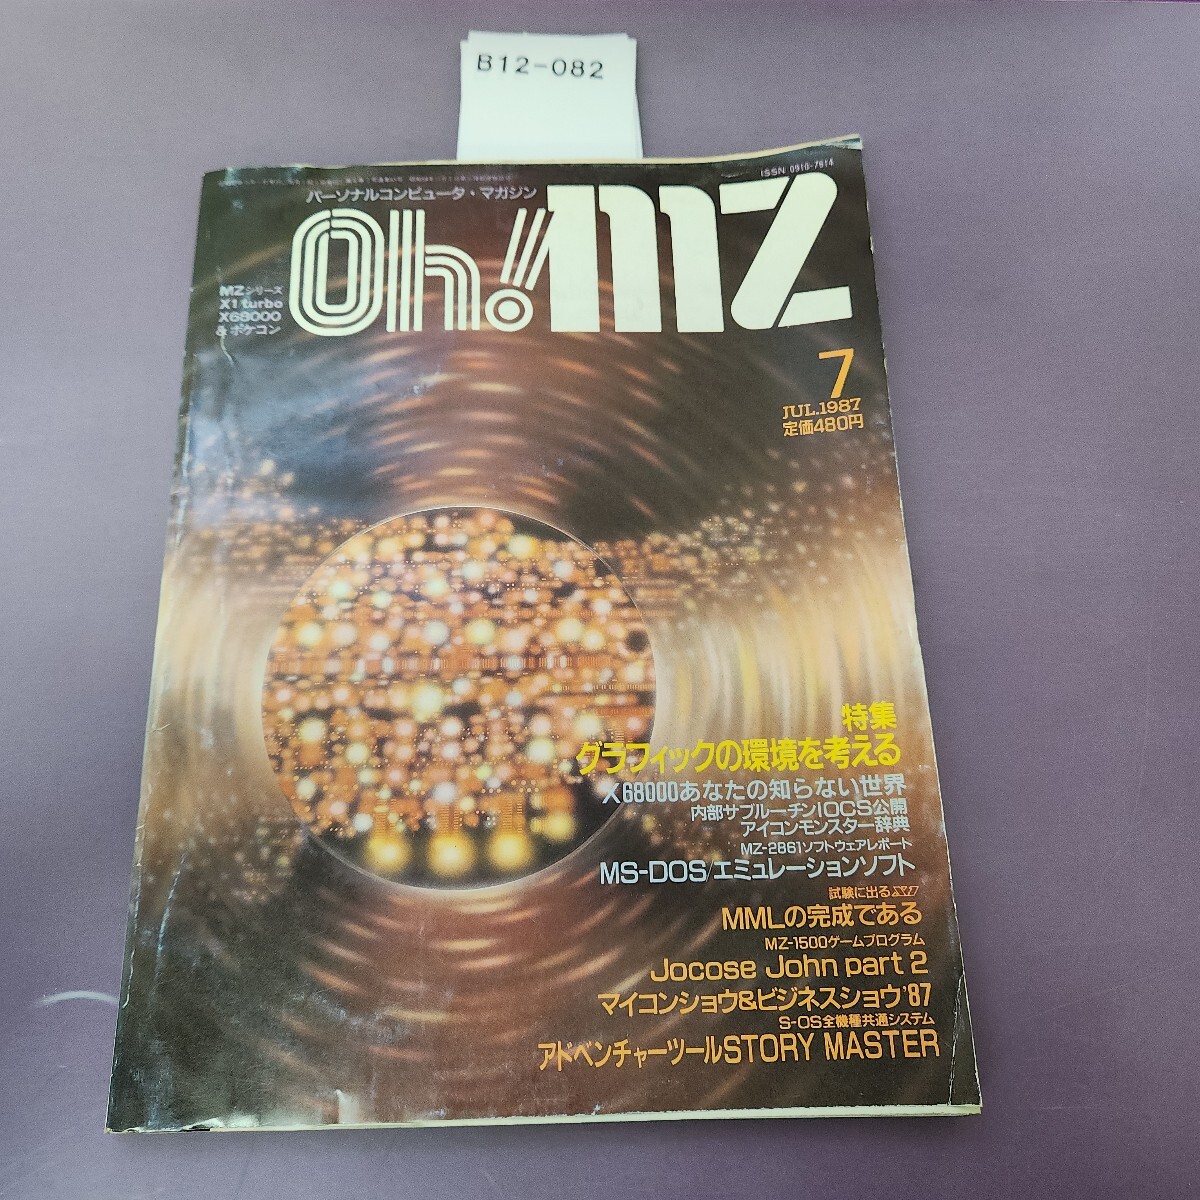 B12-082
ISSN 0910-7614
パーソナルコンピュータ・マガジン
Oh!MZ
MZシリーズ
X1 turbo
X68000
&ポケコン
7
JUL.1987
定価480円
特集
グラフィックの環境を考える
X68000あなたの知らない世界
内部サブルーチンIOCS公開
アイコンモンスター辞典
MZ-2861ソフトウェアレポート
MS-DOS/エミュレーションソフト
試験に出るX1
MMLの完成である
MZ-1500ゲームプログラム
Jocose John part 2
マイコンショウ&ビジネスショウ'87
S-OS全機種共通システム
アドベンチャーツールSTORY MASTER